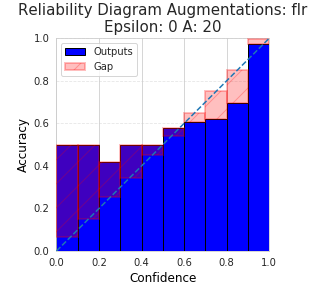 Reliability Diagram Augmentations: flr
Epsilon: 0 A: 20
1.0
0.8
0.6
0.4
0.2
0.0
Accuracy
Outputs
Gap
0.0 0.2 0.4 0.6 0.8 1.0
Confidence